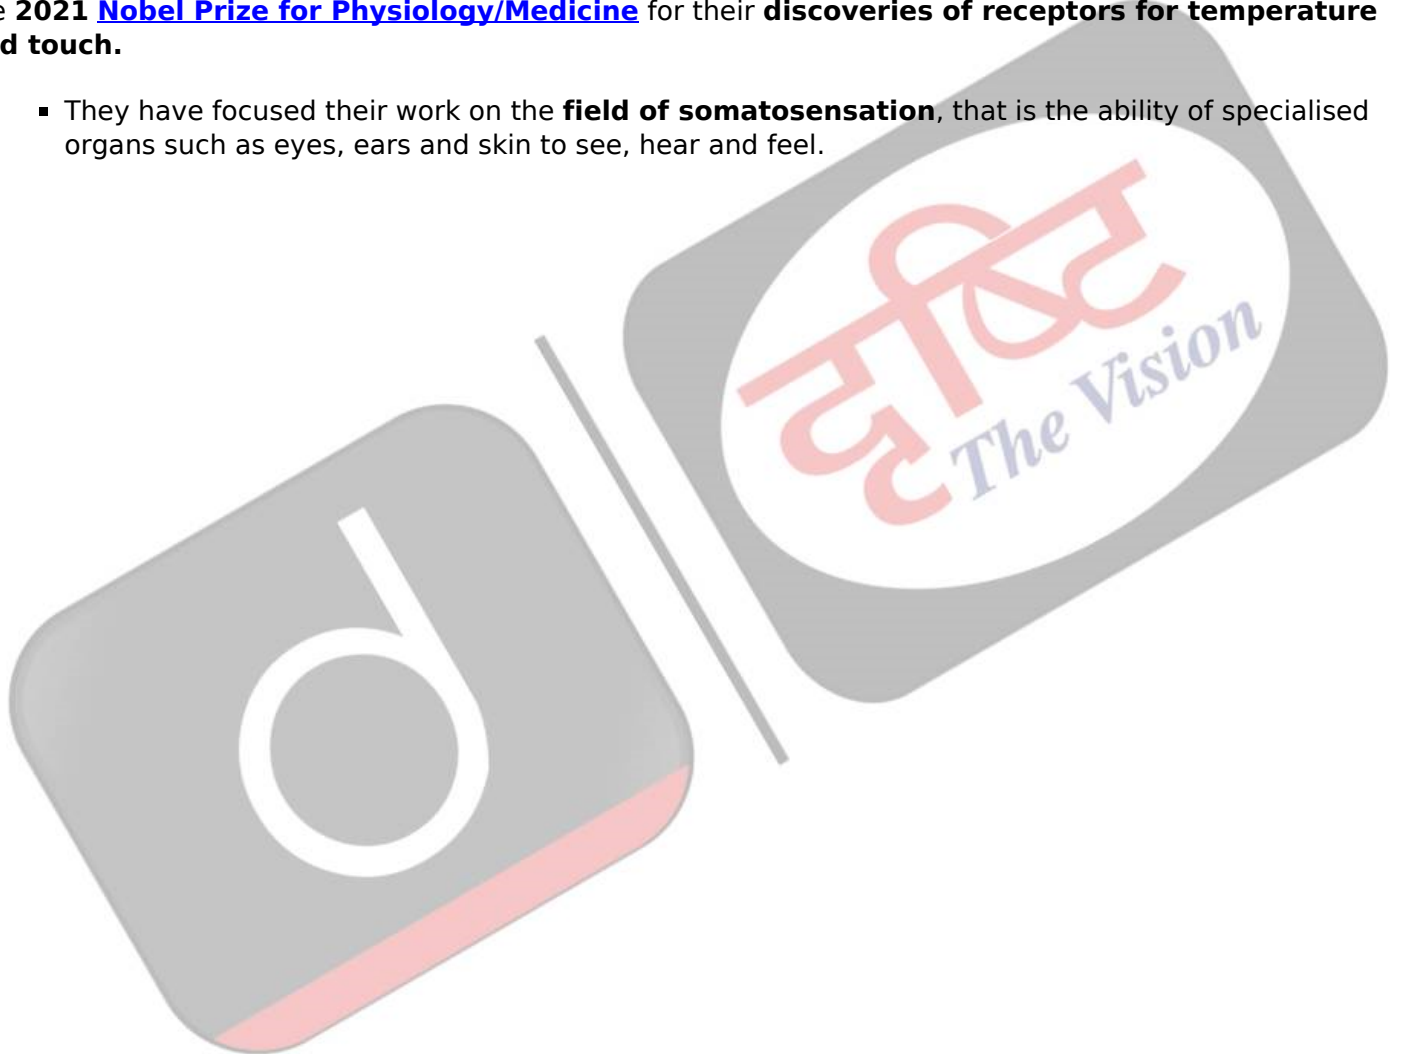 e 2021 Nobel Prize for Physiology/Medicine for their discoveries of receptors for temperature
d touch.
▪ They have focused their work on the field of somatosensation, that is the ability of specialised
organs such as eyes, ears and skin to see, hear and feel.
दृष्टि
The Vision
d